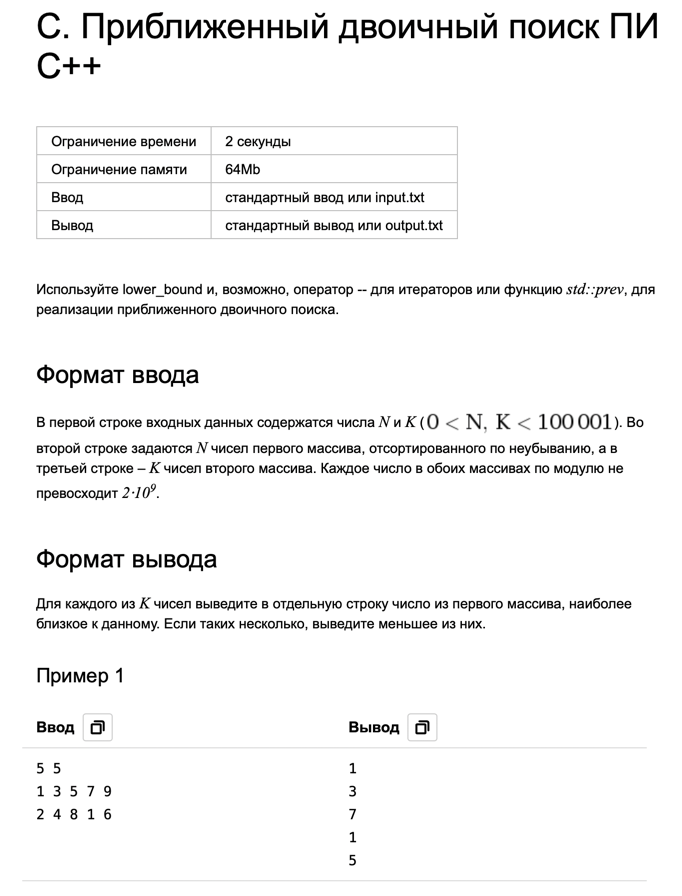 C. Приближенный двоичный поиск ПИ
C++
Ограничение времени 2 секунды
Ограничение памяти 64Mb
Ввод стандартный ввод или input.txt
Вывод стандартный вывод или output.txt
Используйте lower_bound и, возможно, оператор -- для итераторов или функцию std::prev, для
реализации приближенного двоичного поиска.
Формат ввода
В первой строке входных данных содержатся числа N и K (0 < N, K < 100 001). Во
второй строке задаются N чисел первого массива, отсортированного по неубыванию, а в
третьей строке – K чисел второго массива. Каждое число в обоих массивах по модулю не
превосходит 2·10⁹.
Формат вывода
Для каждого из K чисел выведите в отдельную строку число из первого массива, наиболее
близкое к данному. Если таких несколько, выведите меньшее из них.
Пример 1
Ввод Вывод
5 5 1
1 3 5 7 9 3
2 4 8 1 6 7
1
5